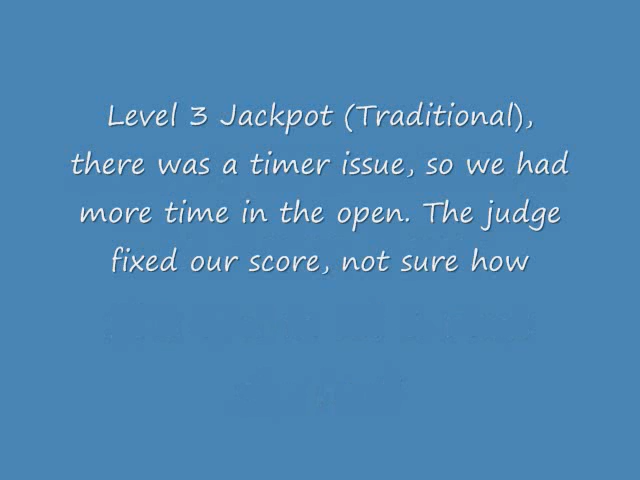 Level 3 Jackpot (Traditional),
there was a timer issue, so we had
more time in the open. The judge
fixed our score, not sure how